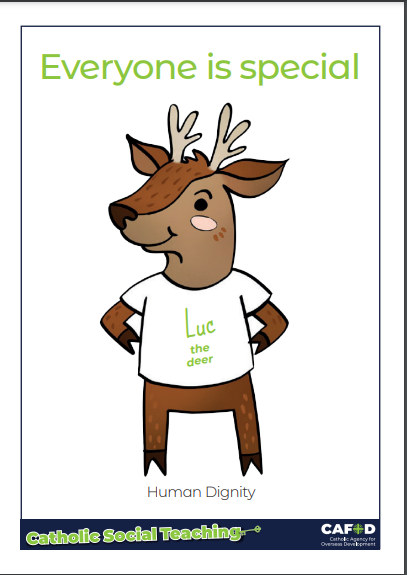 Everyone is special
Luc
the
deer
Human Dignity
Catholic Social Teaching
CAFOD
Catholic Agency for
Overseas Development